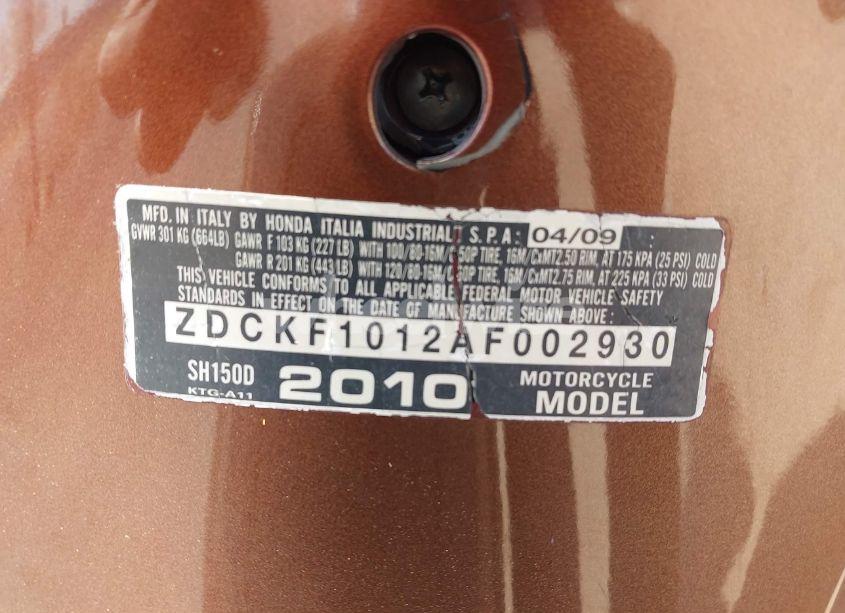 MFD. IN ITALY BY HONDA ITALIA INDUSTRIALE S.P.A: 04/09
GVWR 301 KG (664LB) GAWR F 103 KG (227 LB) WITH 100/80-16M/C 50P TIRE, 16M/CxMT2.50 RIM, AT 175 KPA (25 PSI) COLD
GAWR R 201 KG (443 LB) WITH 120/80-16M/C 60P TIRE, 16M/CxMT2.75 RIM, AT 225 KPA (33 PSI) COLD
THIS VEHICLE CONFORMS TO ALL APPLICABLE FEDERAL MOTOR VEHICLE SAFETY
STANDARDS IN EFFECT ON THE DATE OF MANUFACTURE SHOWN ABOVE:
ZDCKF1012AF002930
SH150D 2010 MOTORCYCLE
KTG-A11 MODEL